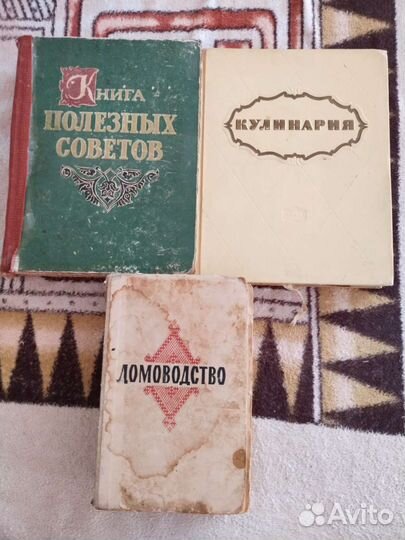 Книга
ПОЛЕЗНЫХ
СОВЕТОВ
КУЛИНАРИЯ
ДОМОВОДСТВО
Avito